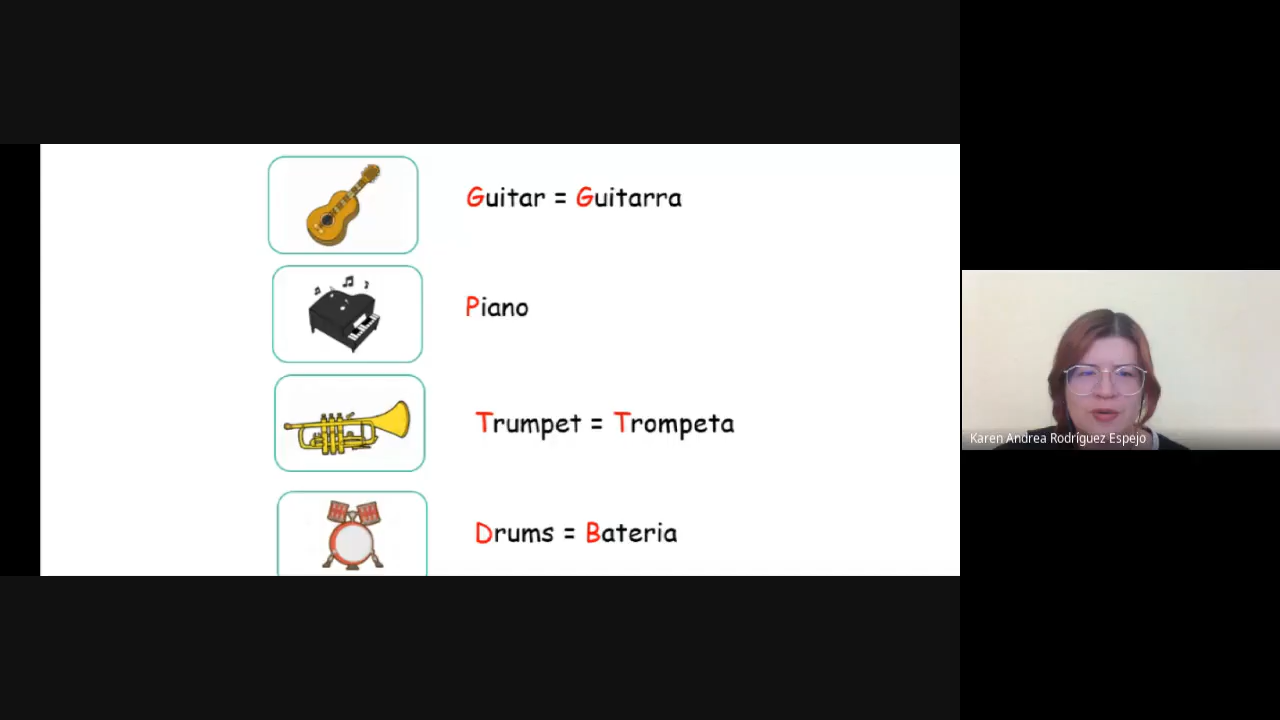 Guitar = Guitarra
Piano
Trumpet = Trompeta
Drums = Bateria
Karen Andrea Rodríguez Espejo